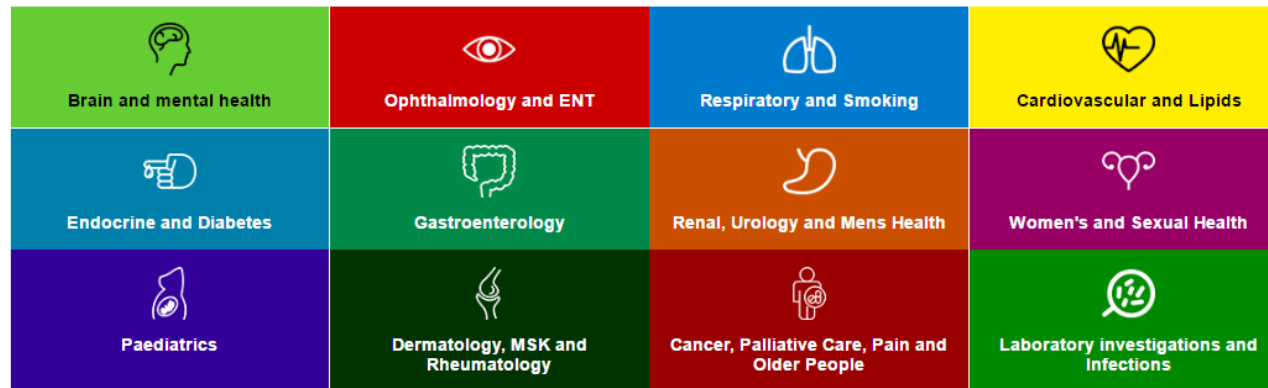 Brain and mental health
Ophthalmology and ENT
Respiratory and Smoking
Cardiovascular and Lipids
Endocrine and Diabetes
Gastroenterology
Renal, Urology and Mens Health
Women's and Sexual Health
Paediatrics
Dermatology, MSK and
Rheumatology
Cancer, Palliative Care, Pain and
Older People
Laboratory investigations and
Infections